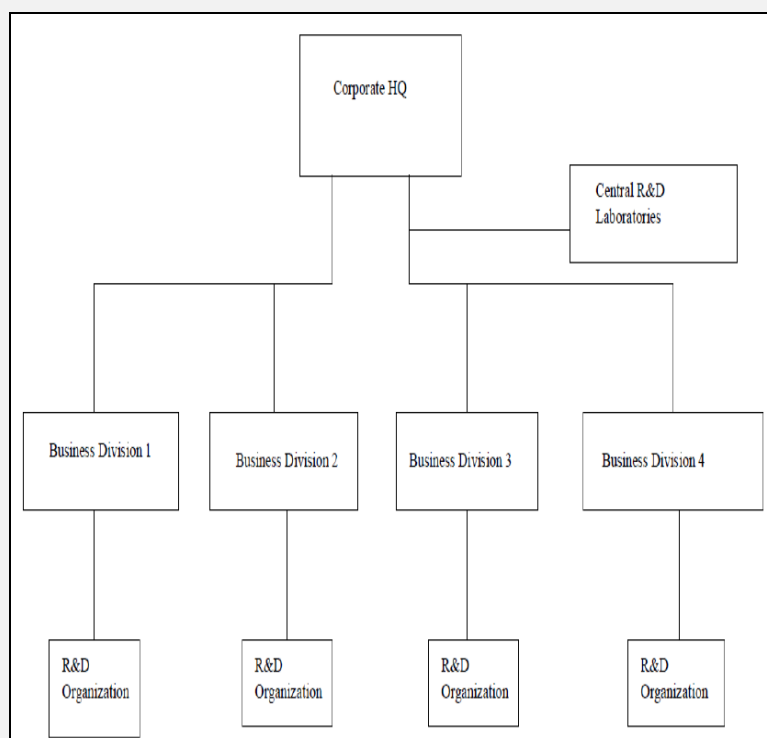 Corporate HQ
Central R&D
Laboratories
Business Division 1
Business Division 2
Business Division 3
Business Division 4
R&D
Organization
R&D
Organization
R&D
Organization
R&D
Organization